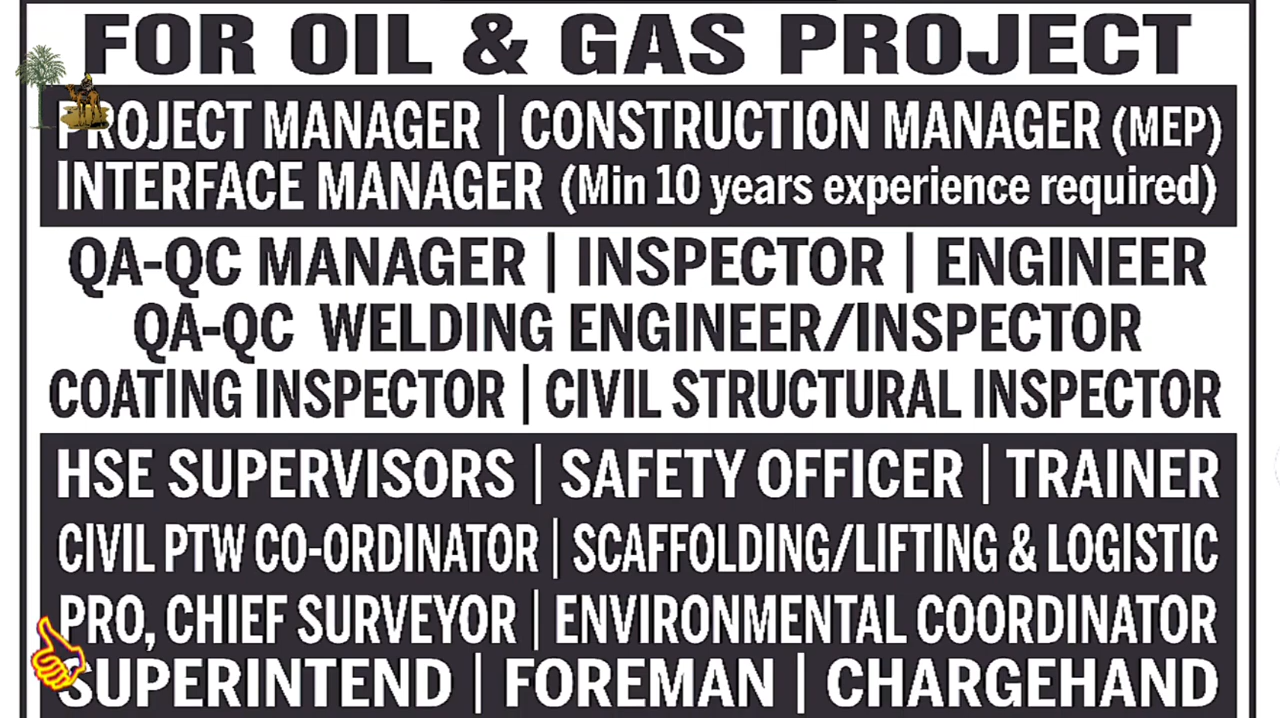 FOR OIL & GAS PROJECT
PROJECT MANAGER | CONSTRUCTION MANAGER (MEP)
INTERFACE MANAGER (Min 10 years experience required)
QA-QC MANAGER | INSPECTOR | ENGINEER
QA-QC WELDING ENGINEER/INSPECTOR
COATING INSPECTOR | CIVIL STRUCTURAL INSPECTOR
HSE SUPERVISORS | SAFETY OFFICER | TRAINER
CIVIL PTW CO-ORDINATOR | SCAFFOLDING/LIFTING & LOGISTIC
PRO, CHIEF SURVEYOR | ENVIRONMENTAL COORDINATOR
SUPERINTEND | FOREMAN | CHARGEHAND